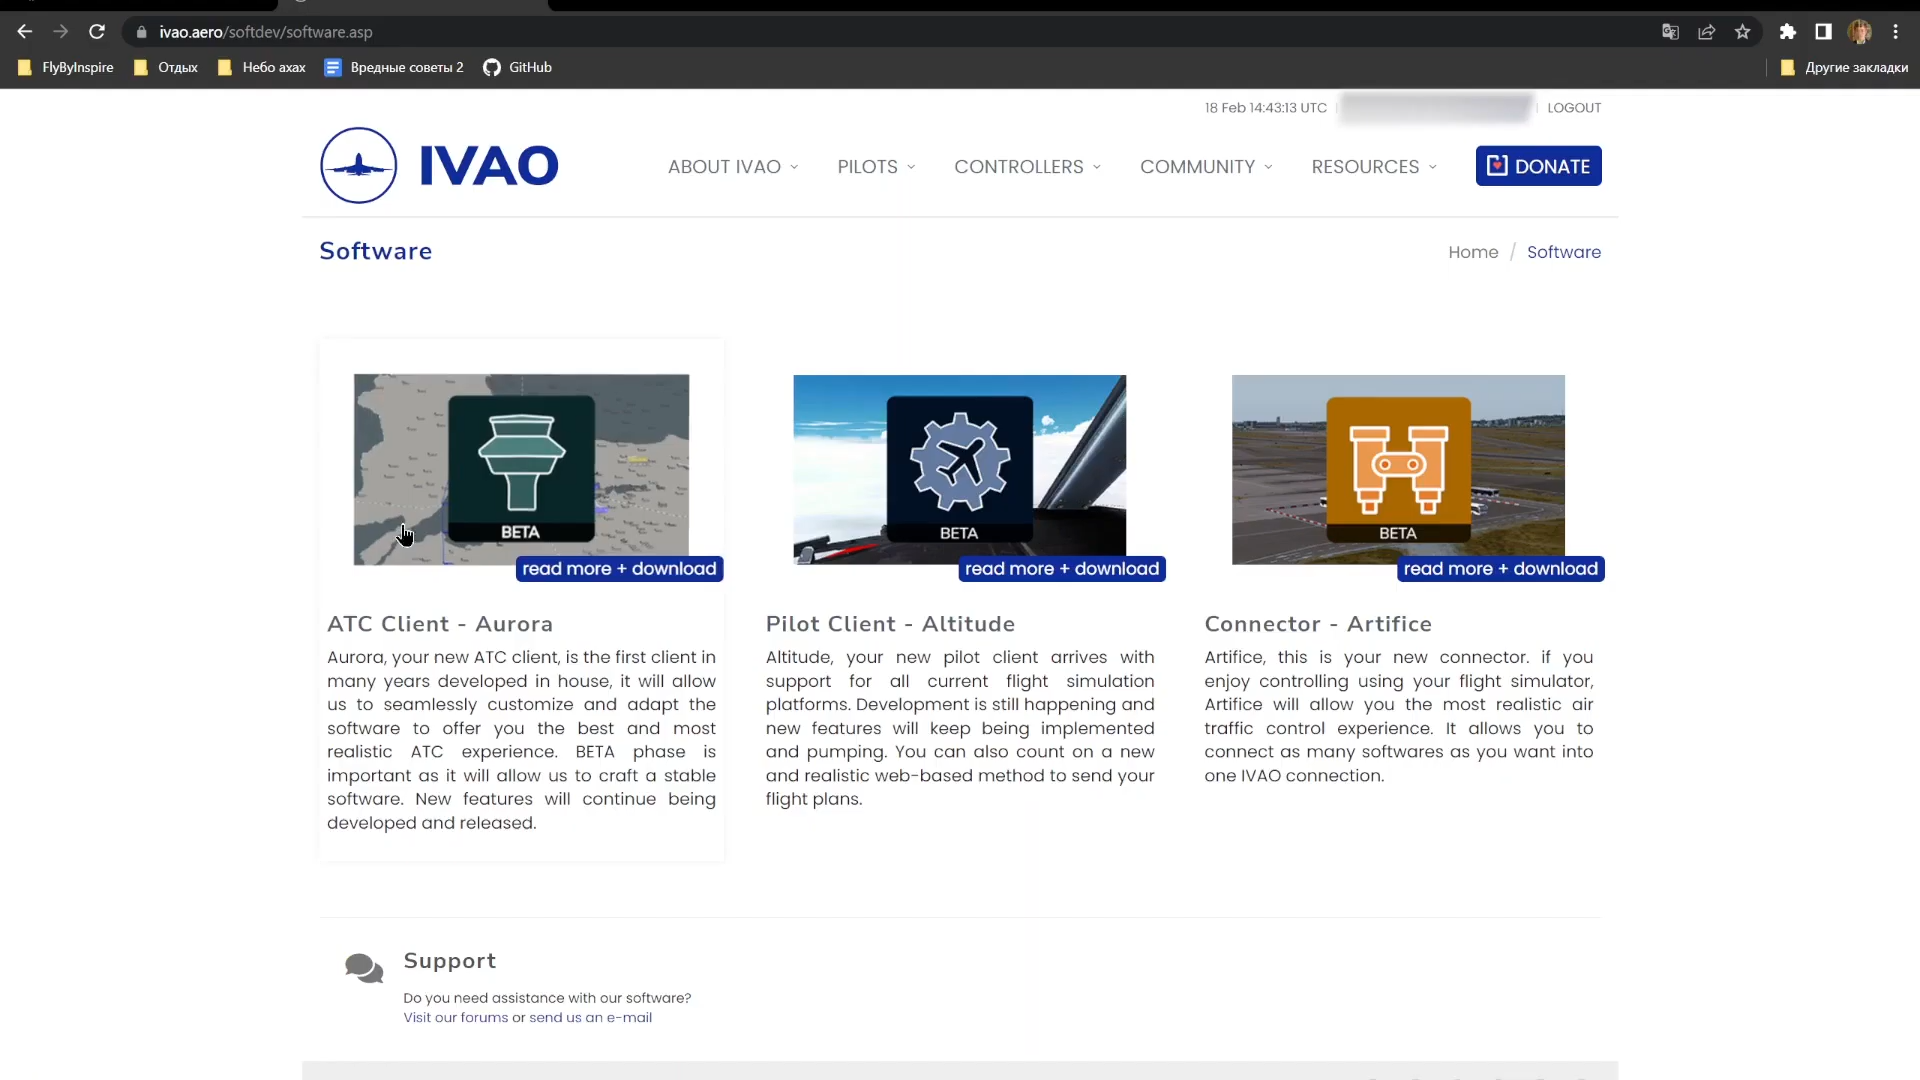 ivao.aero/softdev/software.asp
FlyByInspire
Отдых
Небо ахах
Вредные советы 2
GitHub
Другие закладки
18 Feb 14:43:13 UTC
LOGOUT
IVAO
ABOUT IVAO
PILOTS
CONTROLLERS
COMMUNITY
RESOURCES
DONATE
Software
Home / Software
BETA
read more + download
BETA
read more + download
BETA
read more + download
ATC Client - Aurora
Aurora, your new ATC client, is the first client in
many years developed in house, it will allow
us to seamlessly customize and adapt the
software to offer you the best and most
realistic ATC experience. BETA phase is
important as it will allow us to craft a stable
software. New features will continue being
developed and released.
Pilot Client - Altitude
Altitude, your new pilot client arrives with
support for all current flight simulation
platforms. Development is still happening and
new features will keep being implemented
and pumping. You can also count on a new
and realistic web-based method to send your
flight plans.
Connector - Artifice
Artifice, this is your new connector. if you
enjoy controlling using your flight simulator,
Artifice will allow you the most realistic air
traffic control experience. It allows you to
connect as many softwares as you want into
one IVAO connection.
Support
Do you need assistance with our software?
Visit our forums or send us an e-mail